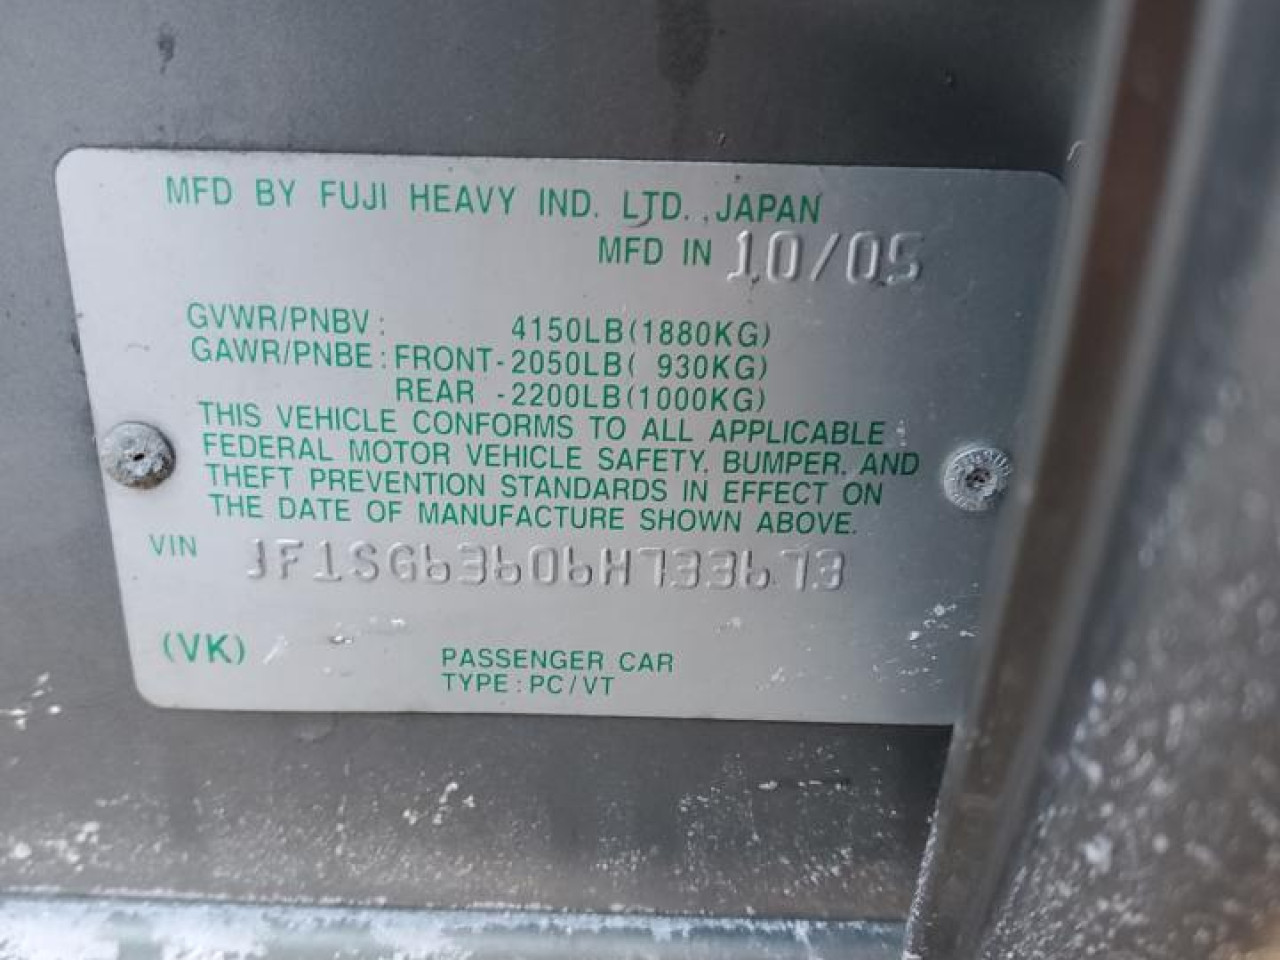 MFD BY FUJI HEAVY IND. LTD. ,JAPAN
MFD IN 10/05
GVWR/PNBV: 4150LB(1880KG)
GAWR/PNBE:FRONT-2050LB( 930KG)
REAR -2200LB(1000KG)
THIS VEHICLE CONFORMS TO ALL APPLICABLE
FEDERAL MOTOR VEHICLE SAFETY, BUMPER, AND
THEFT PREVENTION STANDARDS IN EFFECT ON
THE DATE OF MANUFACTURE SHOWN ABOVE.
VIN JF1SG63606H733673
(VK)
PASSENGER CAR
TYPE:PC/VT